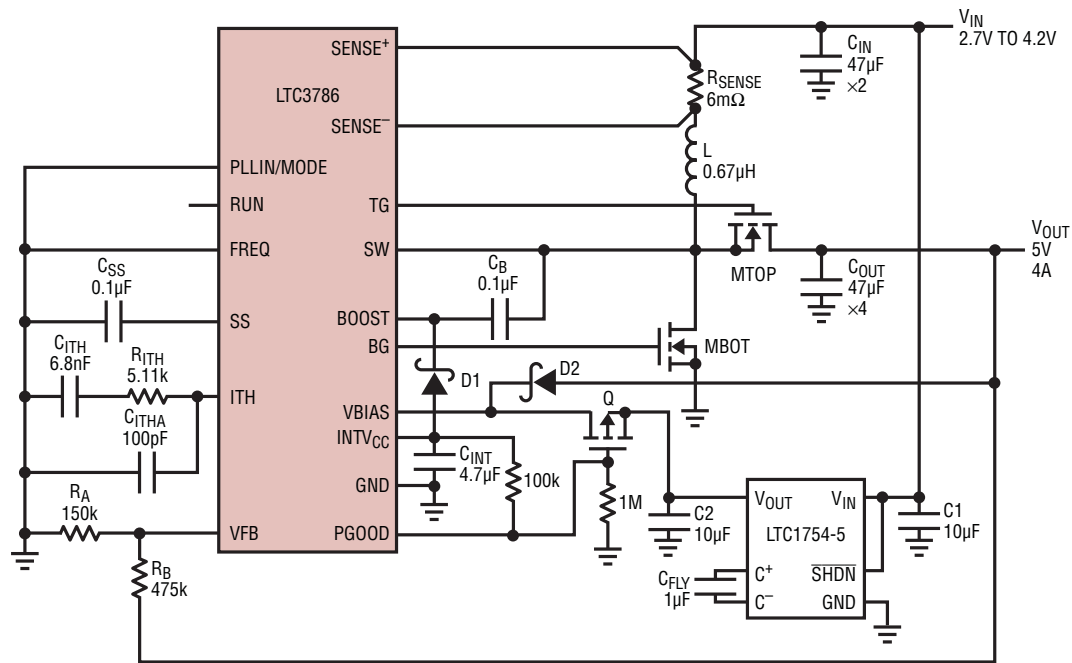 LTC3786
SENSE+
SENSE–
PLLIN/MODE
RUN
FREQ
SS
ITH
VFB
TG
SW
BOOST
BG
VBIAS
INTVCC
GND
PGOOD
CSS
0.1µF
CITH
6.8nF
RITH
5.11k
CITHA
100pF
RA
150k
RB
475k
CB
0.1µF
D1
D2
CINT
4.7µF
100k
1M
Q
RSENSE
6mΩ
L
0.67µH
MTOP
MBOT
CIN
47µF
×2
VIN
2.7V TO 4.2V
VOUT
5V
4A
COUT
47µF
×4
C2
10µF
CFLY
1µF
VOUT
VIN
LTC1754-5
C+
SHDN
C–
GND
C1
10µF